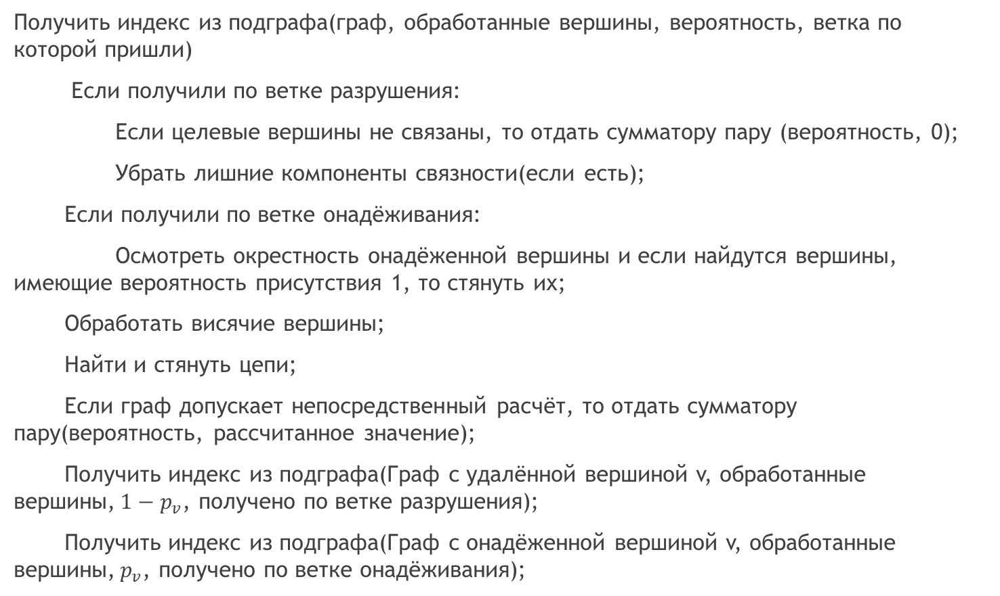 Получить индекс из подграфа(граф, обработанные вершины, вероятность, ветка по
которой пришли)
Если получили по ветке разрушения:
Если целевые вершины не связаны, то отдать сумматору пару (вероятность, 0);
Убрать лишние компоненты связности(если есть);
Если получили по ветке онадёживания:
Осмотреть окрестность онадёженной вершины и если найдутся вершины,
имеющие вероятность присутствия 1, то стянуть их;
Обработать висячие вершины;
Найти и стянуть цепи;
Если граф допускает непосредственный расчёт, то отдать сумматору
пару(вероятность, рассчитанное значение);
Получить индекс из подграфа(Граф с удалённой вершиной v, обработанные
вершины, 1 − p_v, получено по ветке разрушения);
Получить индекс из подграфа(Граф с онадёженной вершиной v, обработанные
вершины, p_v, получено по ветке онадёживания);